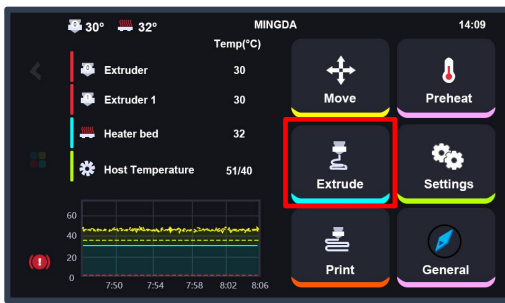 30° 32° MINGDA 14:09
Temp(°C)
Extruder 30
Extruder 1 30
Heater bed 32
Host Temperature 51/40
Move
Preheat
Extrude
Settings
Print
General
60
40
20
0
7:50 7:54 7:58 8:02 8:06